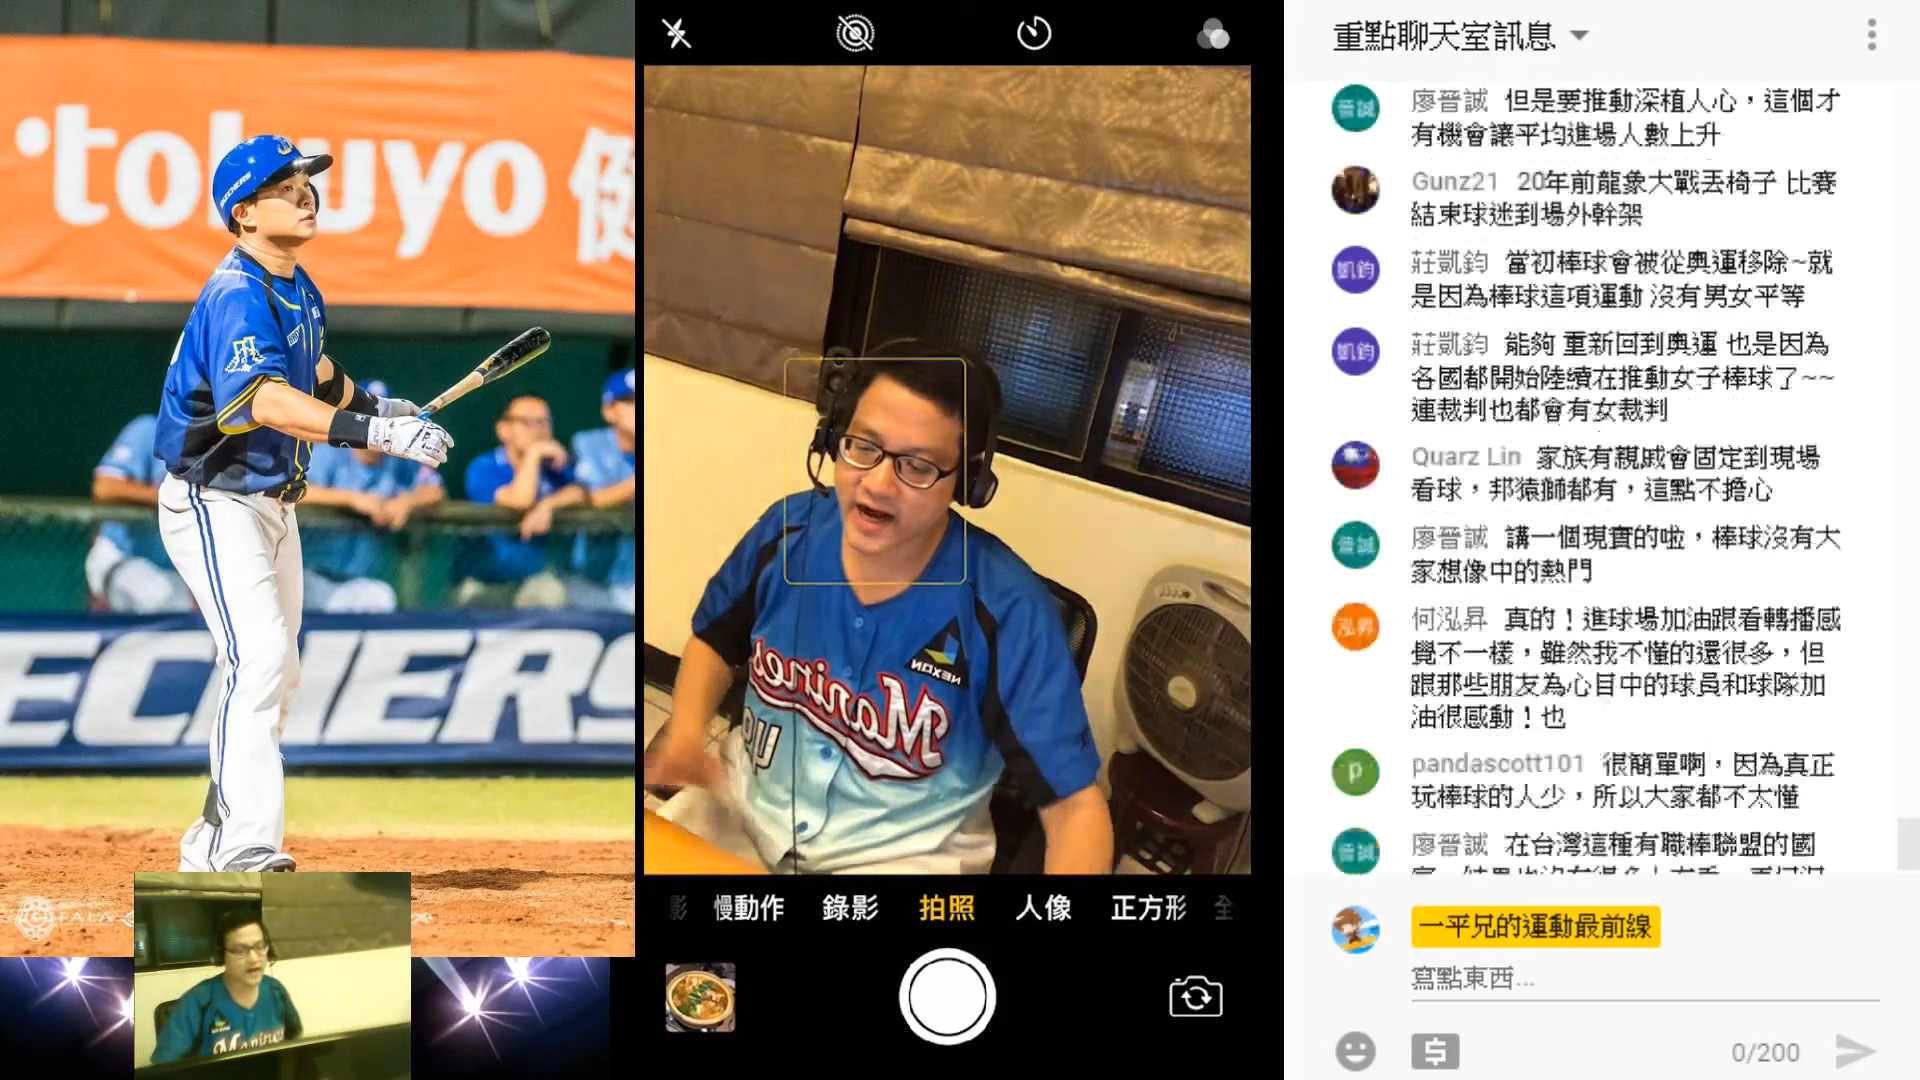 tokuyo 健
SKECHERS
ECHERS
FALA
NEXON
Marines
Marines
慢動作
錄影
拍照
人像
正方形
全
重點聊天室訊息
廖晉誠 但是要推動深植人心，這個才
有機會讓平均進場人數上升
Gunz21 20年前龍象大戰丟椅子 比賽
結束球迷到場外幹架
莊凱鈞 當初棒球會被從奧運移除~就
是因為棒球這項運動 沒有男女平等
莊凱鈞 能夠 重新回到奧運 也是因為
各國都開始陸續在推動女子棒球了~~
連裁判也都會有女裁判
Quarz Lin 家族有親戚會固定到現場
看球，邦猿獅都有，這點不擔心
廖晉誠 講一個現實的啦，棒球沒有大
家想像中的熱門
何泓昇 真的！進球場加油跟看轉播感
覺不一樣，雖然我不懂的還很多，但
跟那些朋友為心目中的球員和球隊加
油很感動！也
pandascott101 很簡單啊，因為真正
玩棒球的人少，所以大家都不太懂
廖晉誠 在台灣這種有職棒聯盟的國
一平兄的運動最前線
寫點東西...
0/200